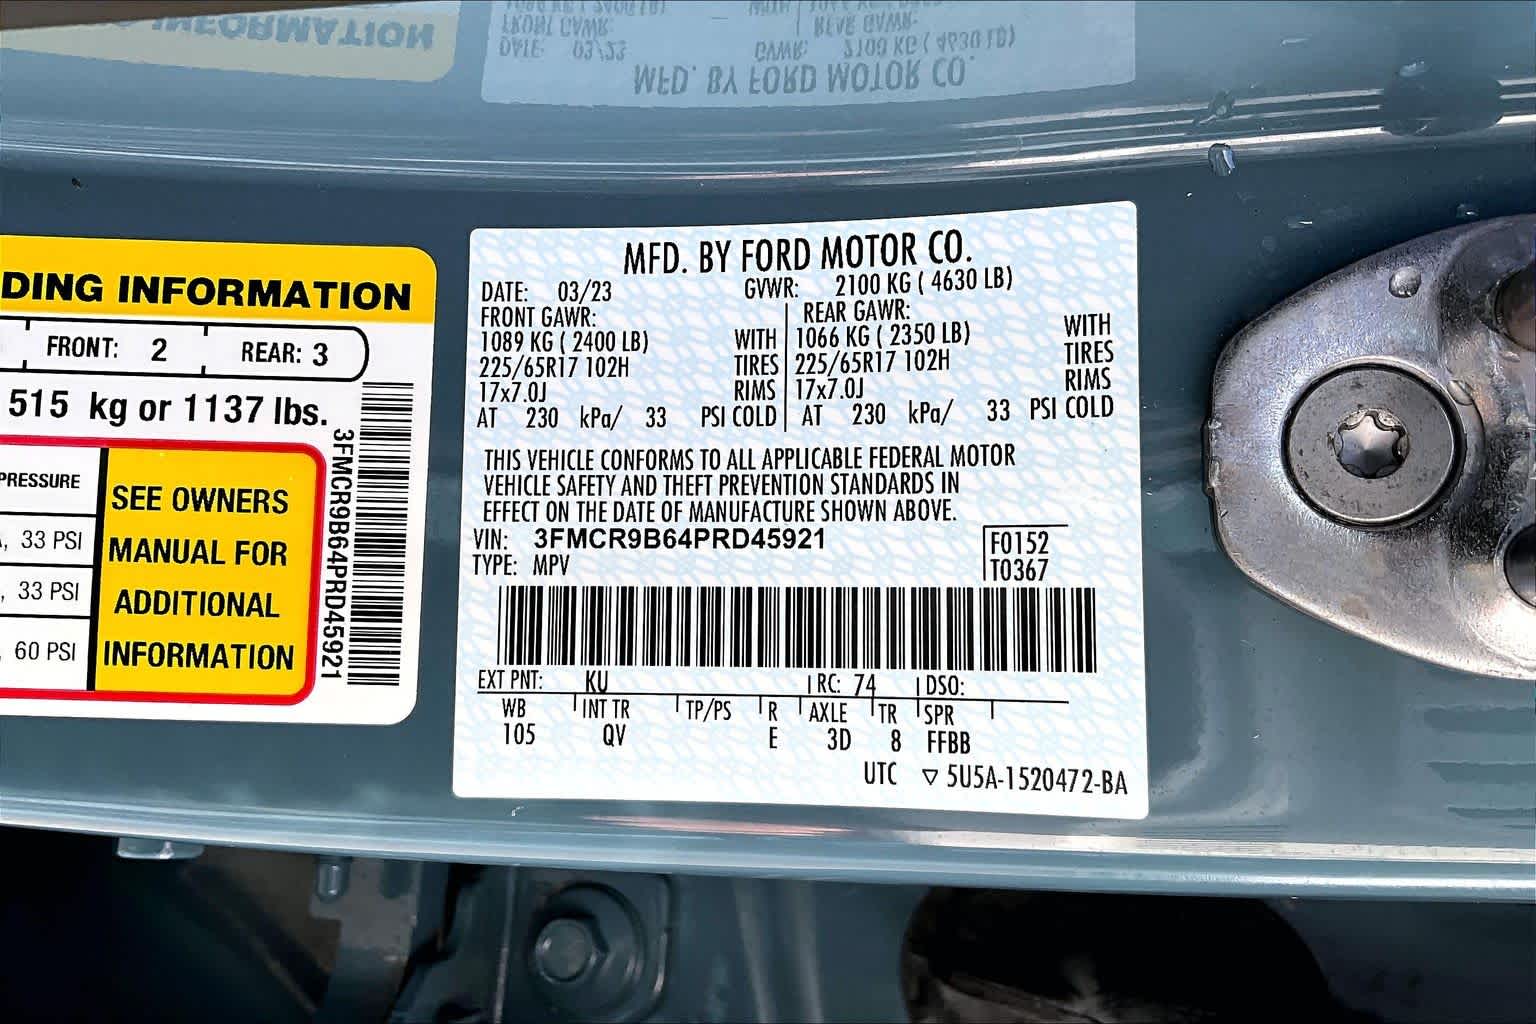 MFD. BY FORD MOTOR CO.
DATE: 03/23 GVWR: 2100 KG ( 4630 LB)
FRONT GAWR: REAR GAWR:
1089 KG ( 2400 LB) WITH 1066 KG ( 2350 LB) WITH
225/65R17 102H TIRES 225/65R17 102H TIRES
17x7.0J RIMS 17x7.0J RIMS
AT 230 kPa/ 33 PSI COLD AT 230 kPa/ 33 PSI COLD
THIS VEHICLE CONFORMS TO ALL APPLICABLE FEDERAL MOTOR
VEHICLE SAFETY AND THEFT PREVENTION STANDARDS IN
EFFECT ON THE DATE OF MANUFACTURE SHOWN ABOVE.
VIN: 3FMCR9B64PRD45921 F0152
TYPE: MPV T0367
EXT PNT: KU RC: 74 DSO:
WB INT TR TP/PS R AXLE TR SPR
105 QV E 3D 8 FFBB
UTC ▽ 5U5A-1520472-BA
DING INFORMATION
FRONT: 2 REAR: 3
515 kg or 1137 lbs.
PRESSURE
, 33 PSI
, 33 PSI
60 PSI
SEE OWNERS
MANUAL FOR
ADDITIONAL
INFORMATION
3FMCR9B64PRD45921